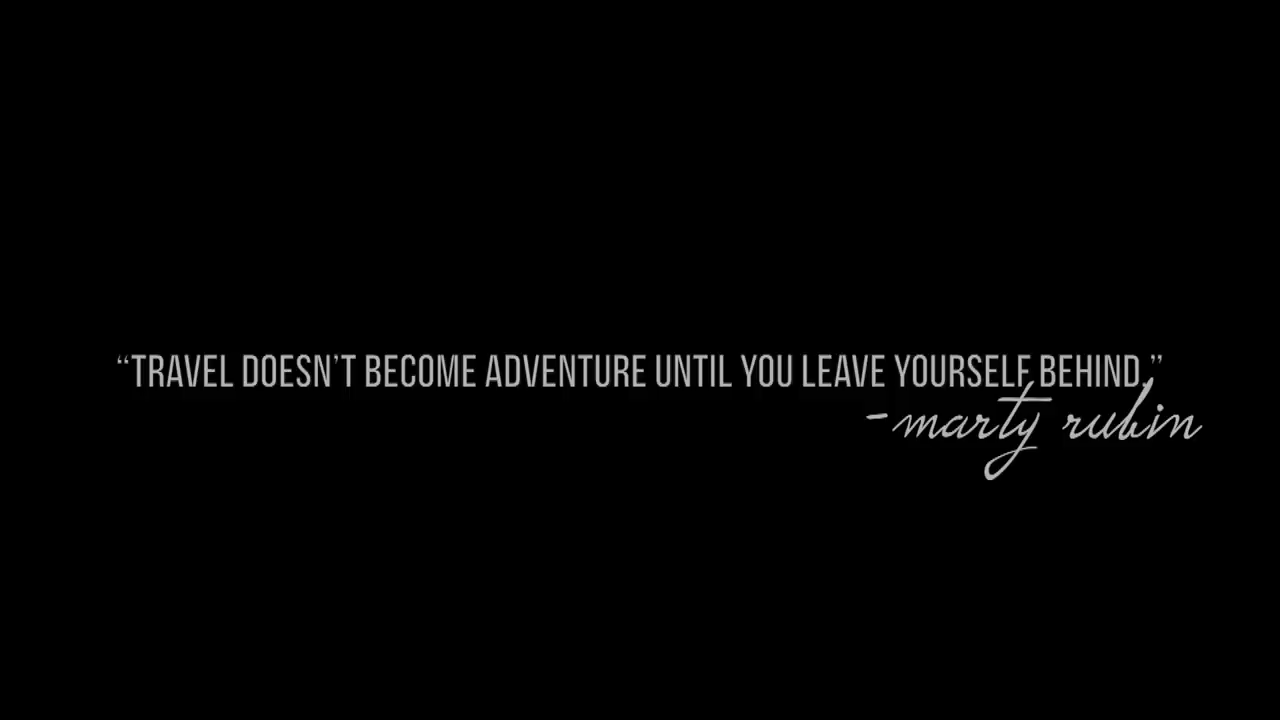 “TRAVEL DOESN’T BECOME ADVENTURE UNTIL YOU LEAVE YOURSELF BEHIND.”
-marty rubin